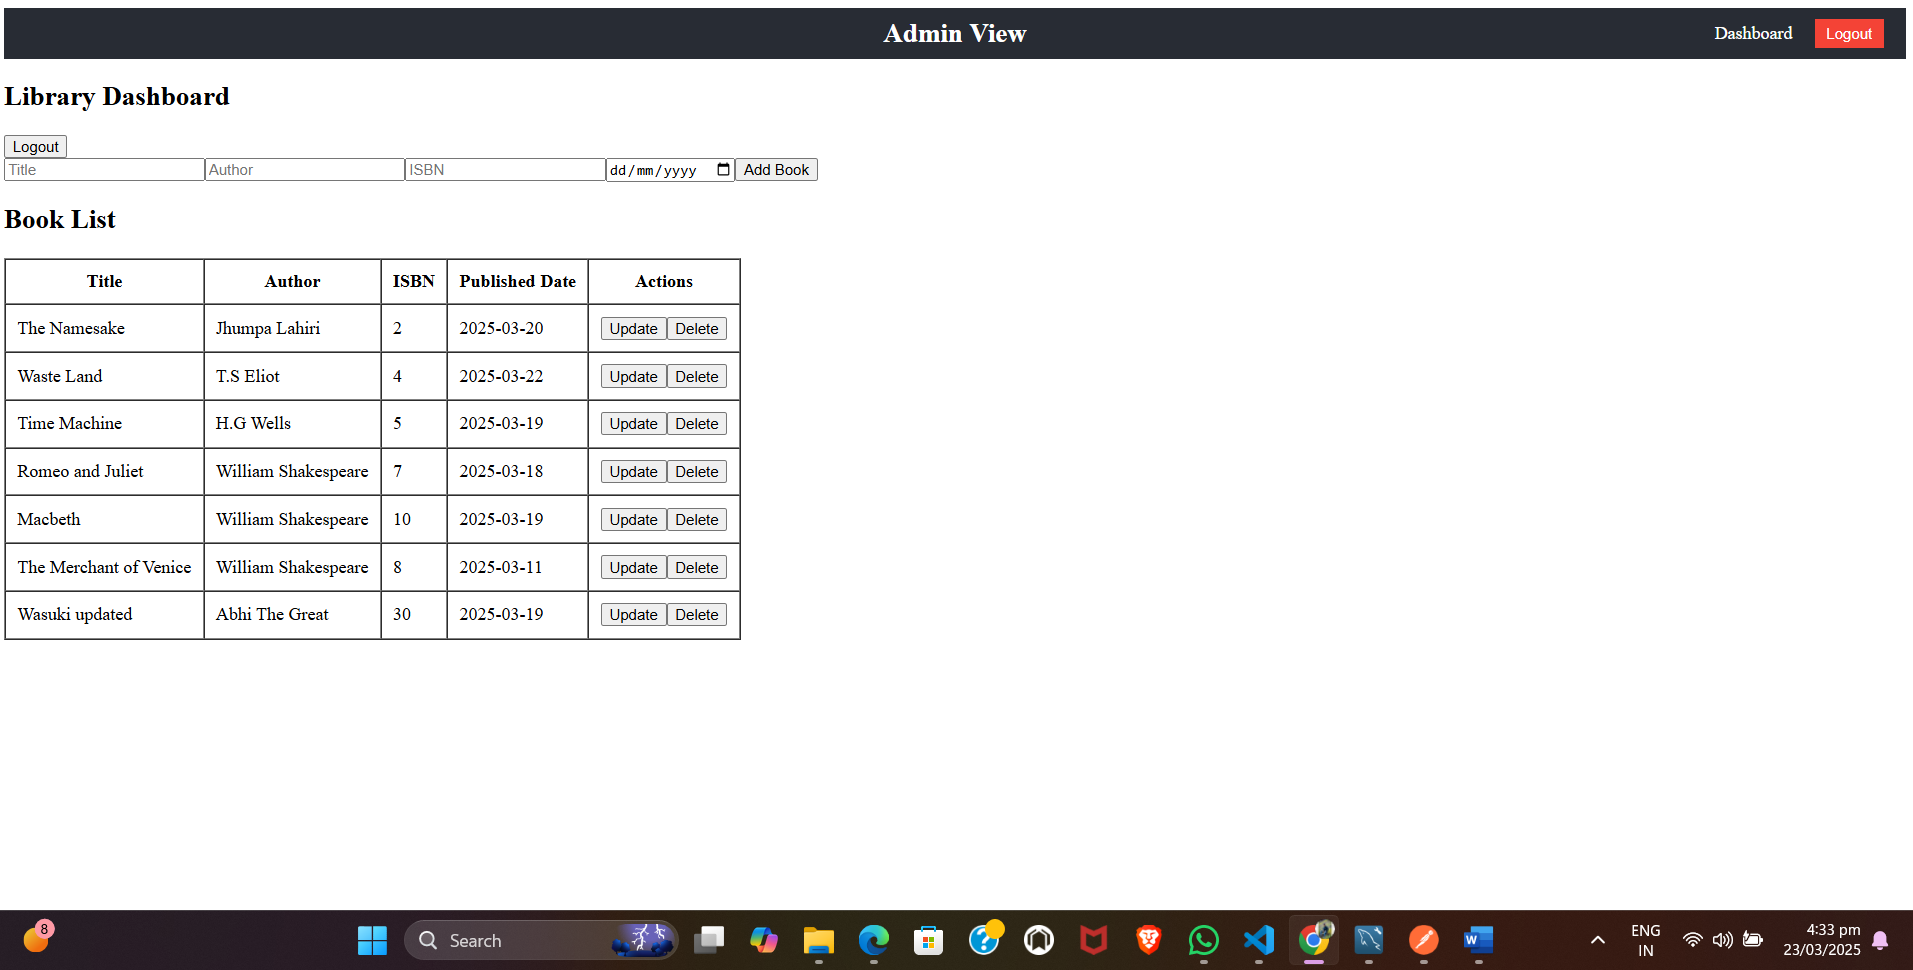 Admin View
Dashboard Logout
Library Dashboard
Logout
Title Author ISBN dd/mm/yyyy Add Book
Book List
Title Author ISBN Published Date Actions
The Namesake Jhumpa Lahiri 2 2025-03-20 Update Delete
Waste Land T.S Eliot 4 2025-03-22 Update Delete
Time Machine H.G Wells 5 2025-03-19 Update Delete
Romeo and Juliet William Shakespeare 7 2025-03-18 Update Delete
Macbeth William Shakespeare 10 2025-03-19 Update Delete
The Merchant of Venice William Shakespeare 8 2025-03-11 Update Delete
Wasuki updated Abhi The Great 30 2025-03-19 Update Delete
8
Search
W
ENG
IN
4:33 pm
23/03/2025